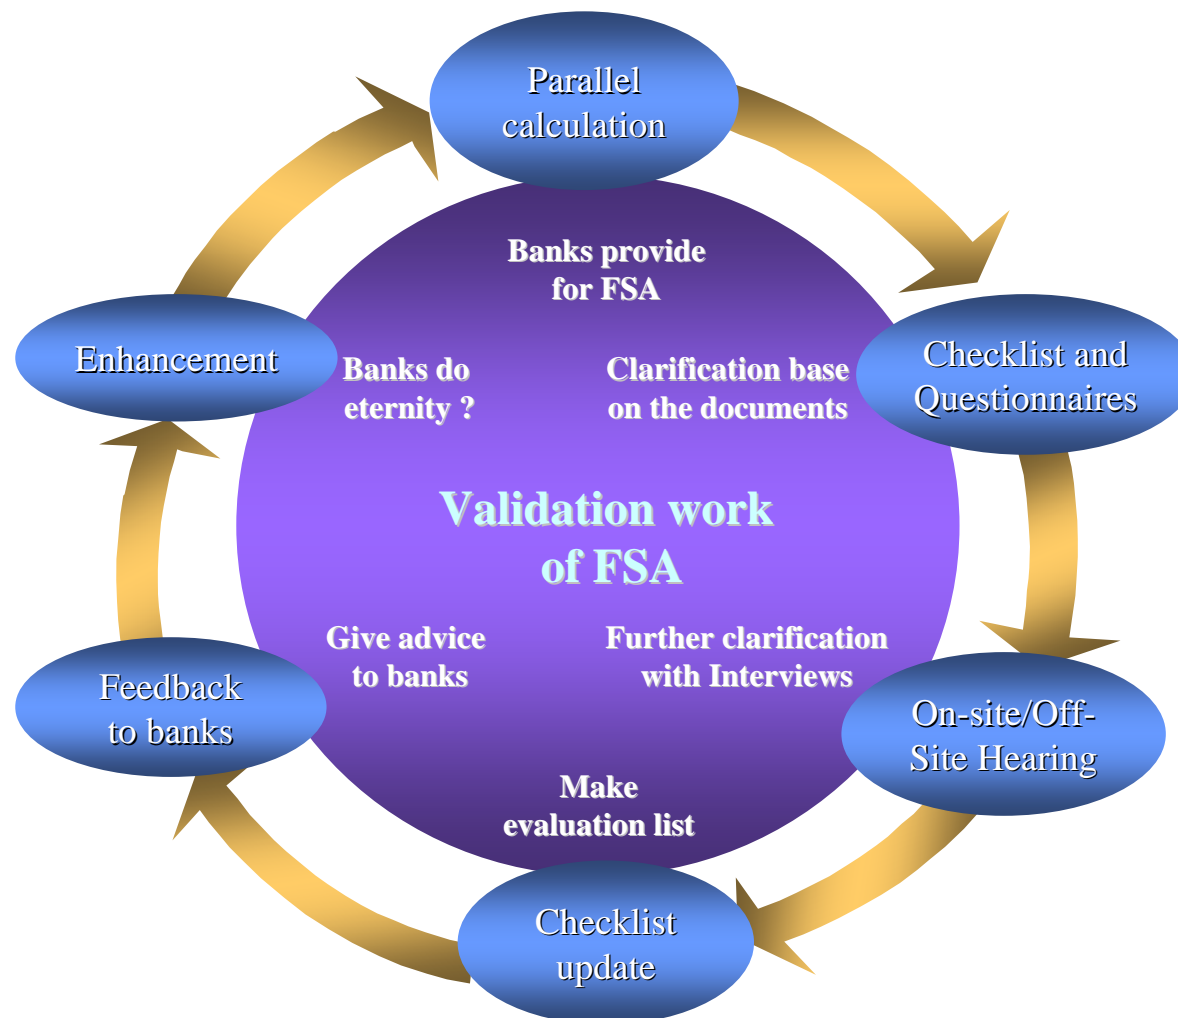 Parallel
calculation
Banks provide
for FSA
Enhancement
Banks do
eternity ?
Clarification base
on the documents
Checklist and
Questionnaires
Validation work
of FSA
Give advice
to banks
Further clarification
with Interviews
Feedback
to banks
On-site/Off-
Site Hearing
Make
evaluation list
Checklist
update